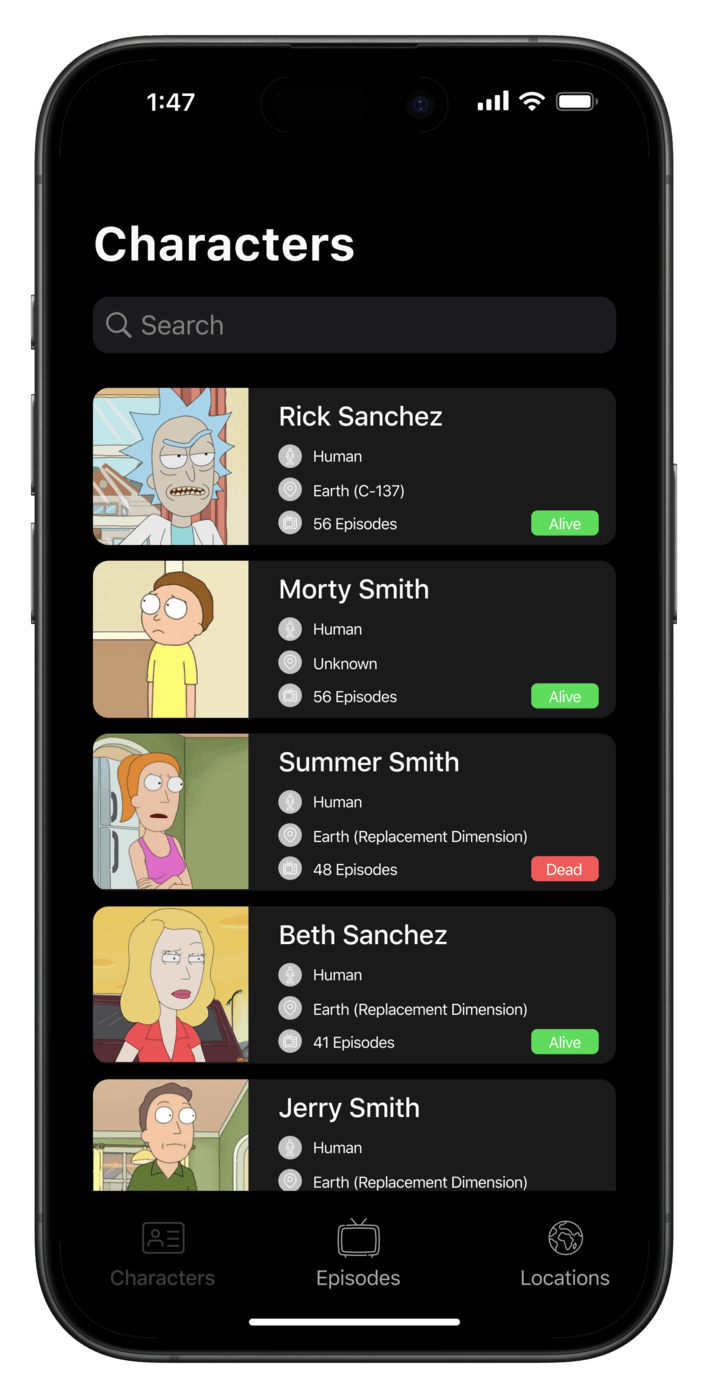 1:47
Characters
Search
Rick Sanchez
Human
Earth (C-137)
56 Episodes
Alive
Morty Smith
Human
Unknown
56 Episodes
Alive
Summer Smith
Human
Earth (Replacement Dimension)
48 Episodes
Dead
Beth Sanchez
Human
Earth (Replacement Dimension)
41 Episodes
Alive
Jerry Smith
Human
Earth (Replacement Dimension)
Characters
Episodes
Locations